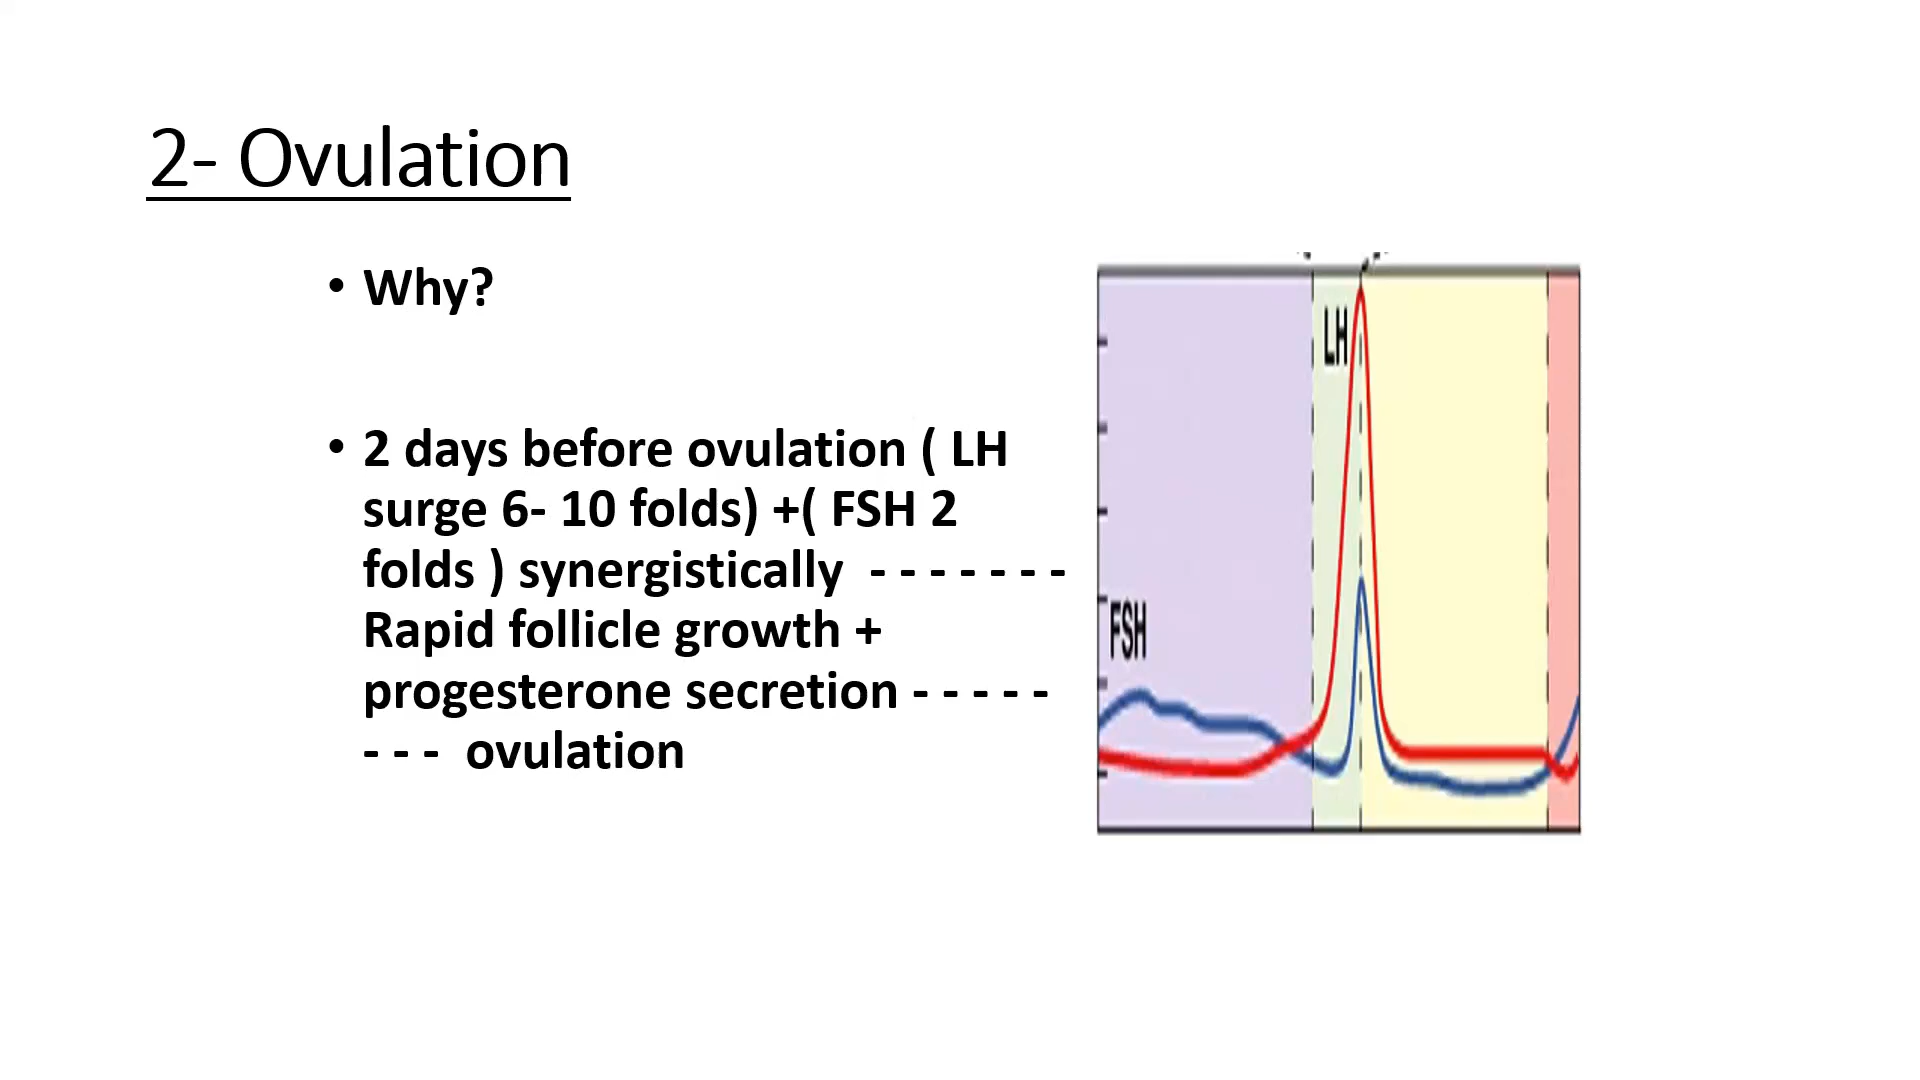 2- Ovulation
• Why?
• 2 days before ovulation ( LH
surge 6- 10 folds) +( FSH 2
folds ) synergistically - - - - - - -
Rapid follicle growth +
progesterone secretion - - - - -
- - - ovulation
LH
FSH